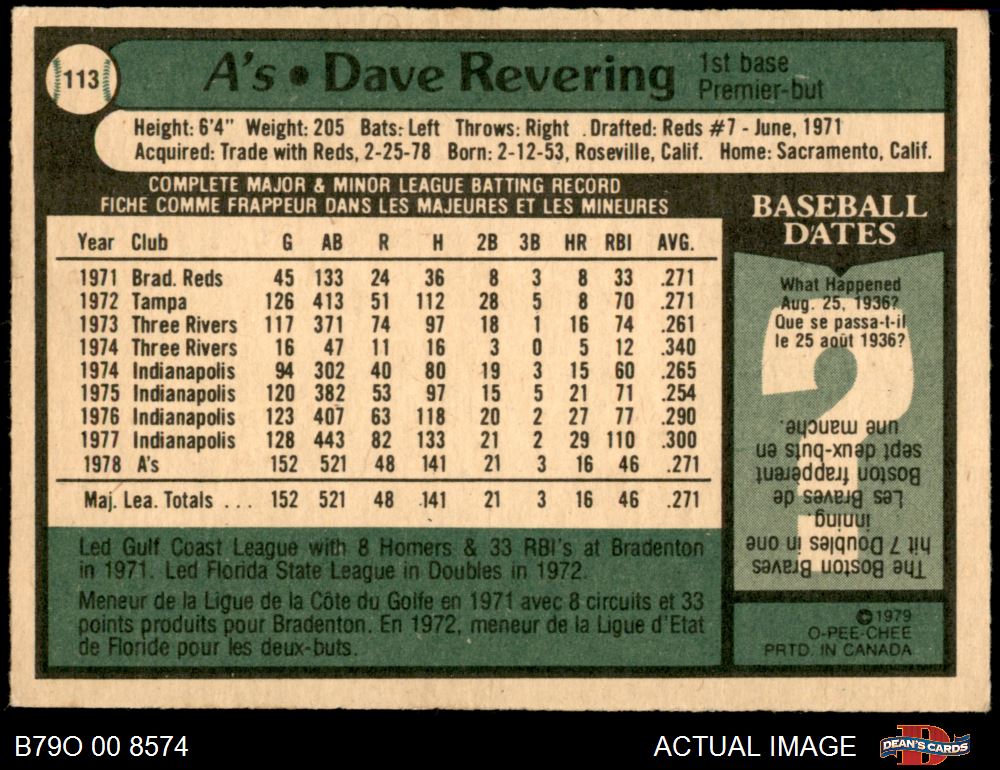 113
A's • Dave Revering
1st base
Premier-but
Height: 6'4" Weight: 205 Bats: Left Throws: Right . Drafted: Reds #7 - June, 1971
Acquired: Trade with Reds, 2-25-78 Born: 2-12-53, Roseville, Calif. Home: Sacramento, Calif.
COMPLETE MAJOR & MINOR LEAGUE BATTING RECORD
FICHE COMME FRAPPEUR DANS LES MAJEURES ET LES MINEURES
Year Club G AB R H 2B 3B HR RBI AVG.
1971 Brad. Reds 45 133 24 36 8 3 8 33 .271
1972 Tampa 126 413 51 112 28 5 8 70 .271
1973 Three Rivers 117 371 74 97 18 1 16 74 .261
1974 Three Rivers 16 47 11 16 3 0 5 12 .340
1974 Indianapolis 94 302 40 80 19 3 15 60 .265
1975 Indianapolis 120 382 53 97 15 5 21 71 .254
1976 Indianapolis 123 407 63 118 20 2 27 77 .290
1977 Indianapolis 128 443 82 133 21 2 29 110 .300
1978 A's 152 521 48 141 21 3 16 46 .271
Maj. Lea. Totals ... 152 521 48 141 21 3 16 46 .271
Led Gulf Coast League with 8 Homers & 33 RBI's at Bradenton
in 1971. Led Florida State League in Doubles in 1972.
Meneur de la Ligue de la Côte du Golfe en 1971 avec 8 circuits et 33
points produits pour Bradenton. En 1972, meneur de la Ligue d'Etat
de Floride pour les deux-buts.
BASEBALL
DATES
What Happened
Aug. 25, 1936?
Que se passa-t-il
le 25 août 1936?
The Boston Braves
hit 7 Doubles in one
inning.
Les Braves de
Boston frappèrent
sept deux-buts en
une manche.
©1979
O-PEE-CHEE
PRTD. IN CANADA
B79O 00 8574
ACTUAL IMAGE
D
DEAN'S CARDS